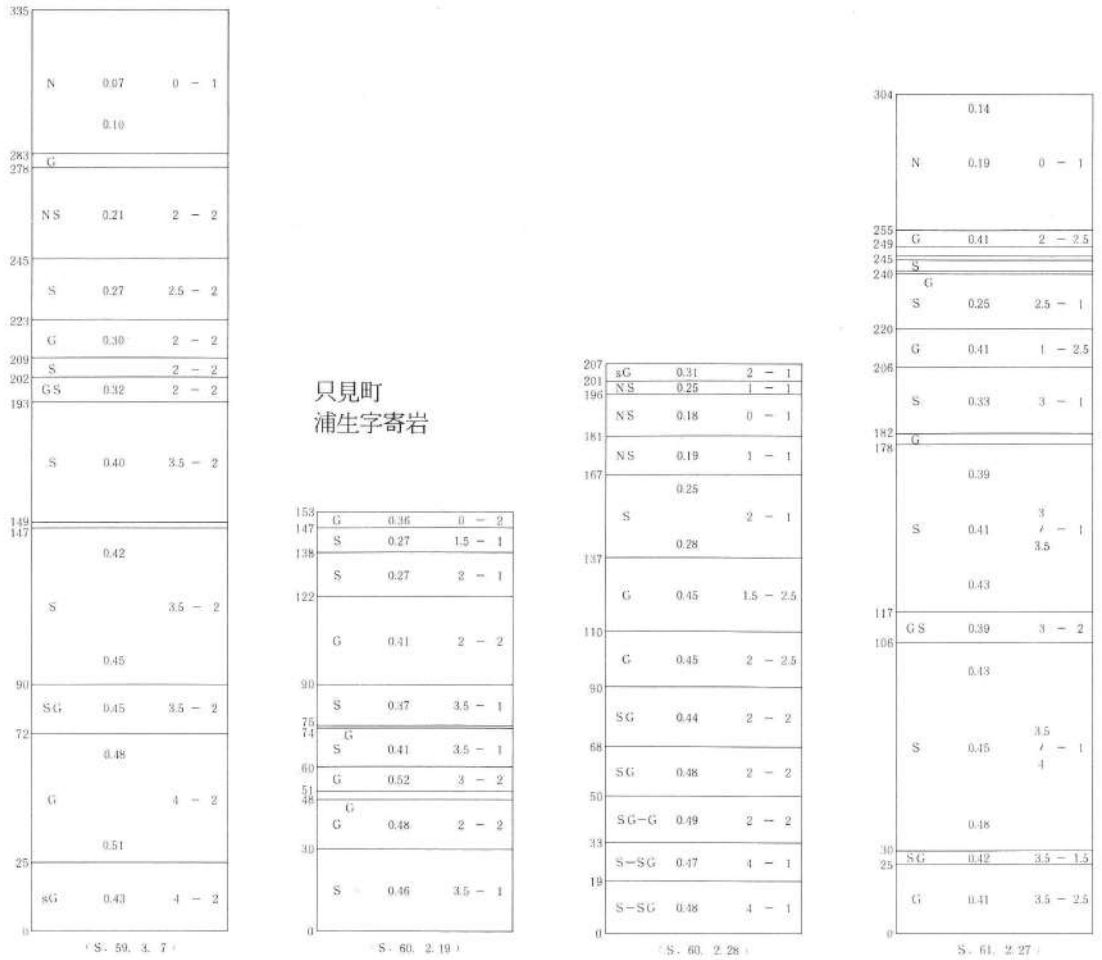 335
N 0.07 0 - 1
0.10
283
G
278
NS 0.21 2 - 2
245
S 0.27 2.5 - 2
223
G 0.30 2 - 2
209
S 2 - 2
202
GS 0.32 2 - 2
193
S 0.40 3.5 - 2
149
147
0.42
S 3.5 - 2
0.45
90
SG 0.45 3.5 - 2
72
0.48
G 4 - 2
0.51
25
sG 0.43 4 - 2
0
(S. 59. 3. 7)
只見町
浦生字寄岩
153
G 0.36 0 - 2
147
S 0.27 1.5 - 1
138
S 0.27 2 - 1
122
G 0.41 2 - 2
90
S 0.37 3.5 - 1
75
74
G
S 0.41 3.5 - 1
60
G 0.52 3 - 2
51
48
G
G 0.48 2 - 2
30
S 0.46 3.5 - 1
0
(S. 60. 2.19)
207
sG 0.31 2 - 1
201
NS 0.25 1 - 1
196
NS 0.18 0 - 1
181
NS 0.19 1 - 1
167
0.25
S 2 - 1
0.28
137
G 0.45 1.5 - 2.5
110
G 0.45 2 - 2.5
90
SG 0.44 2 - 2
68
SG 0.48 2 - 2
50
SG-G 0.49 2 - 2
33
S-SG 0.47 4 - 1
19
S-SG 0.48 4 - 1
0
(S. 60. 2.28)
304
0.14
N 0.19 0 - 1
255
G 0.41 2 - 2.5
249
245
S
240
G
S 0.25 2.5 - 1
220
G 0.41 1 - 2.5
206
S 0.33 3 - 1
182
G
178
0.39
3
S 0.41 / - 1
3.5
0.43
117
GS 0.39 3 - 2
106
0.43
3.5
S 0.45 / - 1
4
0.48
30
SG 0.42 3.5 - 1.5
25
G 0.41 3.5 - 2.5
0
S. 61. 2.27)